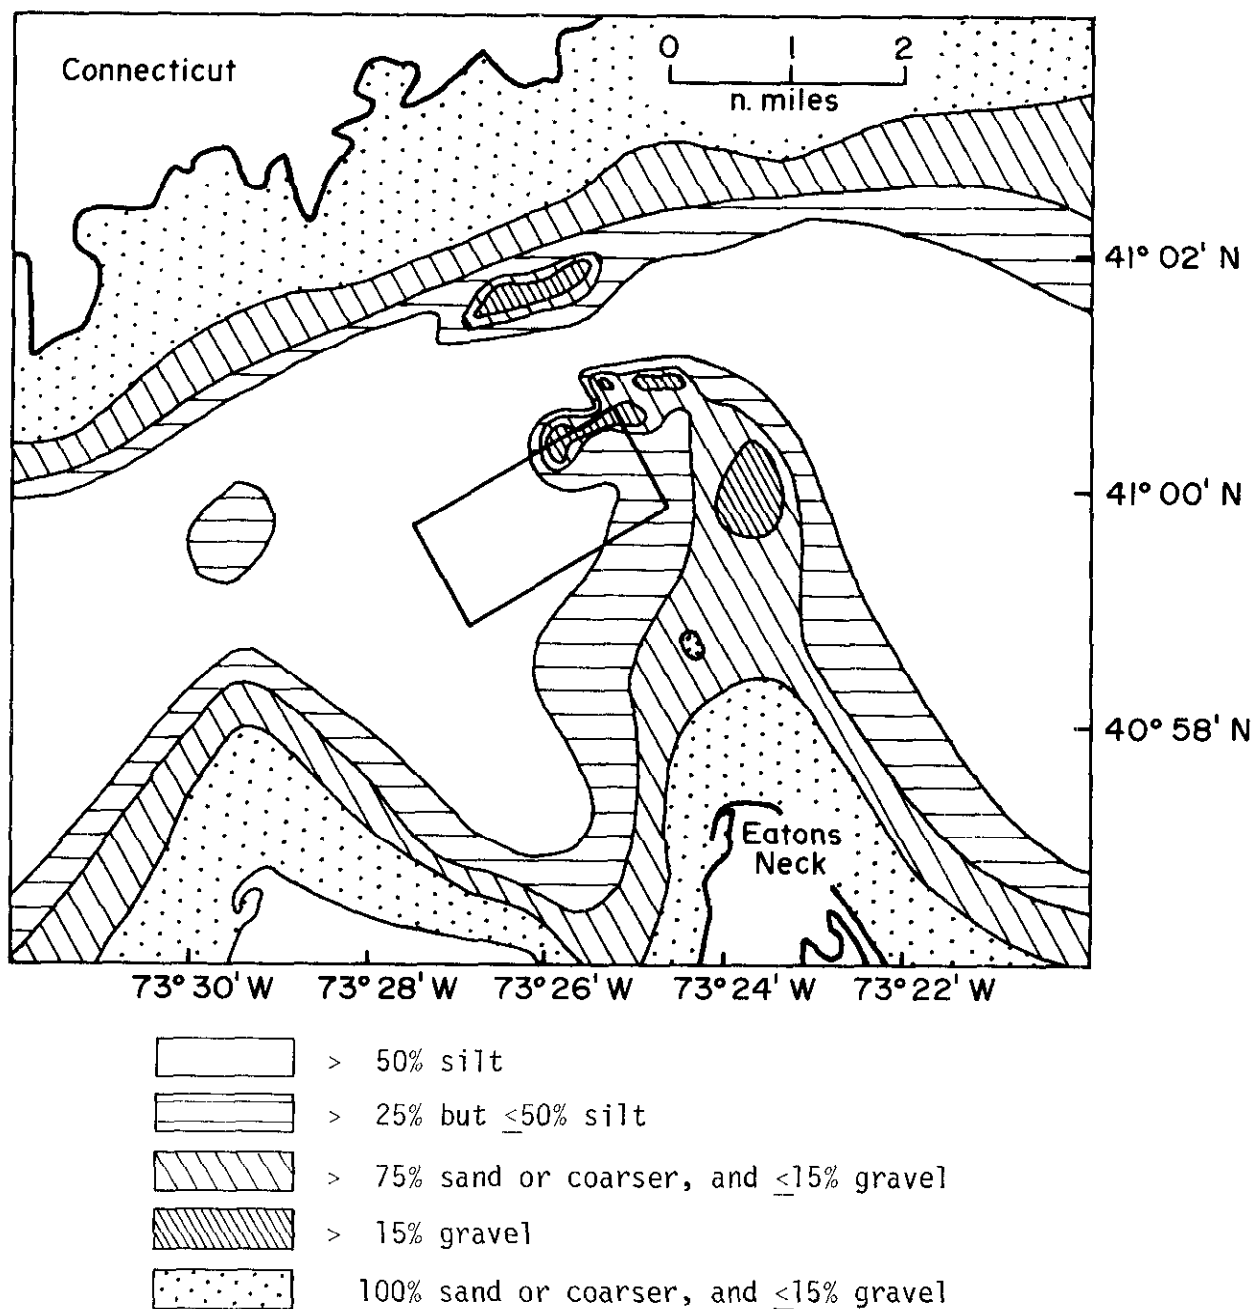 Connecticut
0 1 2
n. miles
41° 02' N
41° 00' N
40° 58' N
Eatons
Neck
73° 30' W 73° 28' W 73° 26' W 73° 24' W 73° 22' W
> 50% silt
> 25% but ≤50% silt
> 75% sand or coarser, and ≤15% gravel
> 15% gravel
100% sand or coarser, and ≤15% gravel